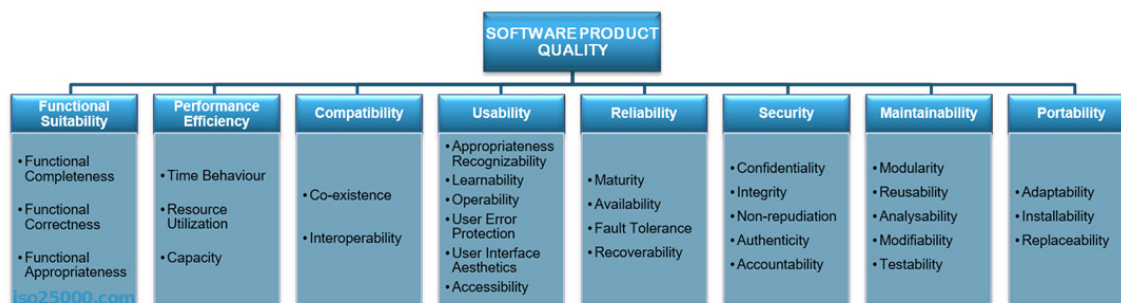 SOFTWARE PRODUCT
QUALITY
Functional
Suitability
• Functional
Completeness
• Functional
Correctness
• Functional
Appropriateness
Performance
Efficiency
• Time Behaviour
• Resource
Utilization
• Capacity
Compatibility
• Co-existence
• Interoperability
Usability
• Appropriateness
Recognizability
• Learnability
• Operability
• User Error
Protection
• User Interface
Aesthetics
• Accessibility
Reliability
• Maturity
• Availability
• Fault Tolerance
• Recoverability
Security
• Confidentiality
• Integrity
• Non-repudiation
• Authenticity
• Accountability
Maintainability
• Modularity
• Reusability
• Analysability
• Modifiability
• Testability
Portability
• Adaptability
• Installability
• Replaceability
iso25000.com